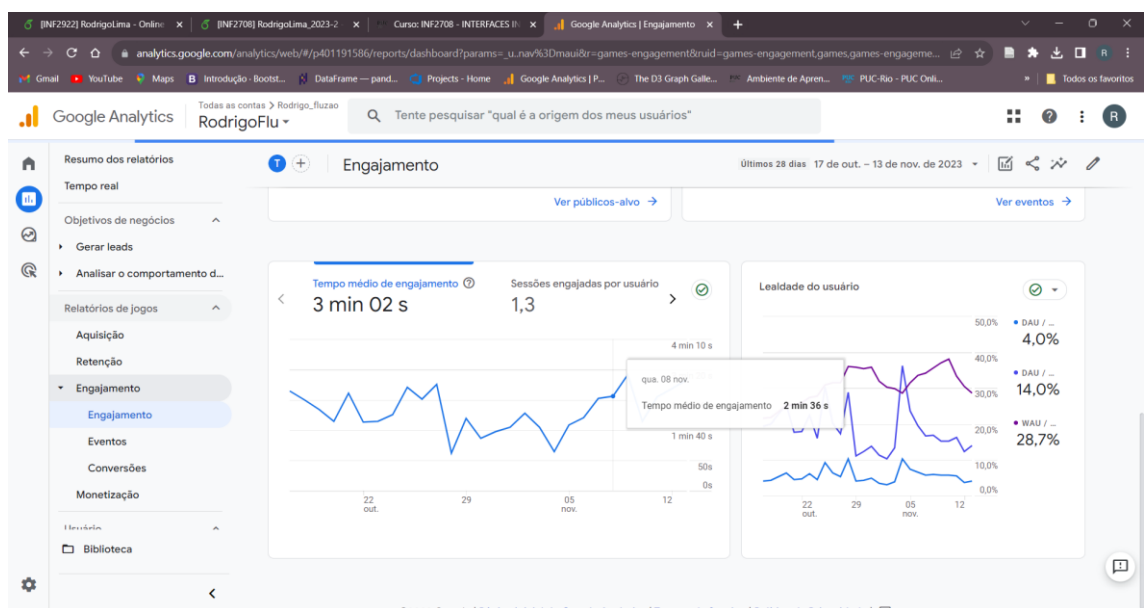 [INF2922] RodrigoLima - Online
[INF2708] RodrigoLima_2023-2
Curso: INF2708 - INTERFACES IN
Google Analytics | Engajamento
analytics.google.com/analytics/web/#/p401191586/reports/dashboard?params=_u..nav%3Dmaui&r=games-engagement&ruid=games-engagement,games,games-engageme...
Gmail
YouTube
Maps
Introdução · Bootst...
DataFrame — pand...
Projects - Home
Google Analytics | P...
The D3 Graph Galle...
Ambiente de Apren...
PUC-Rio - PUC Onli...
»
Todos os favoritos
Google Analytics
Todas as contas > Rodrigo_fluzao
RodrigoFlu
Tente pesquisar "qual é a origem dos meus usuários"
R
Resumo dos relatórios
Tempo real
Objetivos de negócios
Gerar leads
Analisar o comportamento d...
Relatórios de jogos
Aquisição
Retenção
Engajamento
Engajamento
Eventos
Conversões
Monetização
Usuário
Biblioteca
T
Engajamento
Últimos 28 dias 17 de out. – 13 de nov. de 2023
Ver públicos-alvo →
Ver eventos →
Tempo médio de engajamento
3 min 02 s
Sessões engajadas por usuário
1,3
4 min 10 s
1 min 40 s
50s
0s
22 out.
29
05 nov.
12
qua. 08 nov.
Tempo médio de engajamento 2 min 36 s
Lealdade do usuário
50,0%
40,0%
30,0%
20,0%
10,0%
0,0%
22 out.
29
05 nov.
12
DAU / ...
4,0%
DAU / ...
14,0%
WAU / ...
28,7%